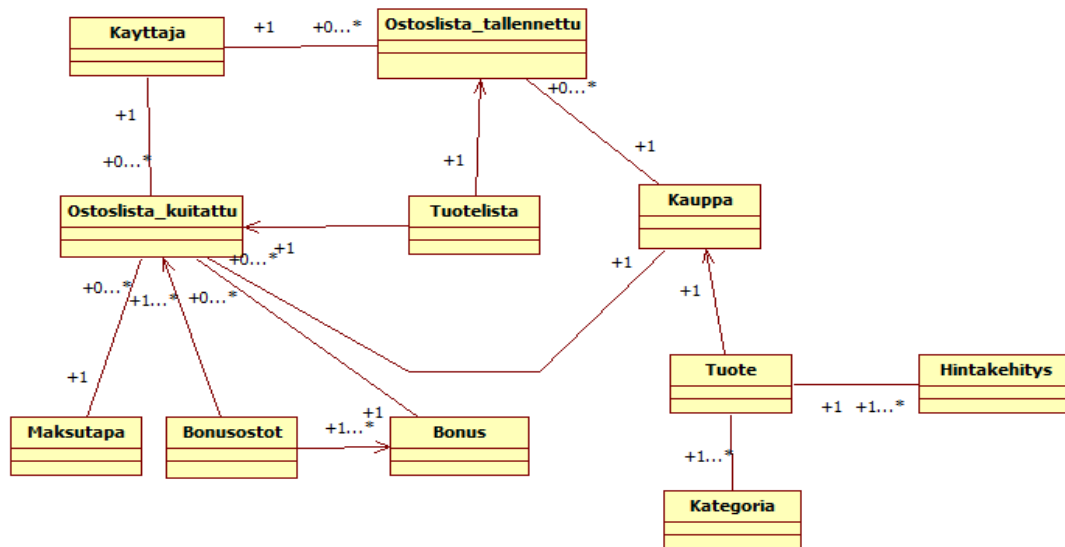 Kayttaja
+1
+0...*
Ostoslista_tallennettu
+0...*
+1
+1
+0...*
+1
Ostoslista_kuitattu
Tuotelista
+1
Kauppa
+0...*
+1
+1
+0...*
+1...*
+0...*
+1
Tuote
Hintakehitys
+1
+1...*
+1
Maksutapa
Bonusostot
+1...*
+1
Bonus
+1...*
Kategoria